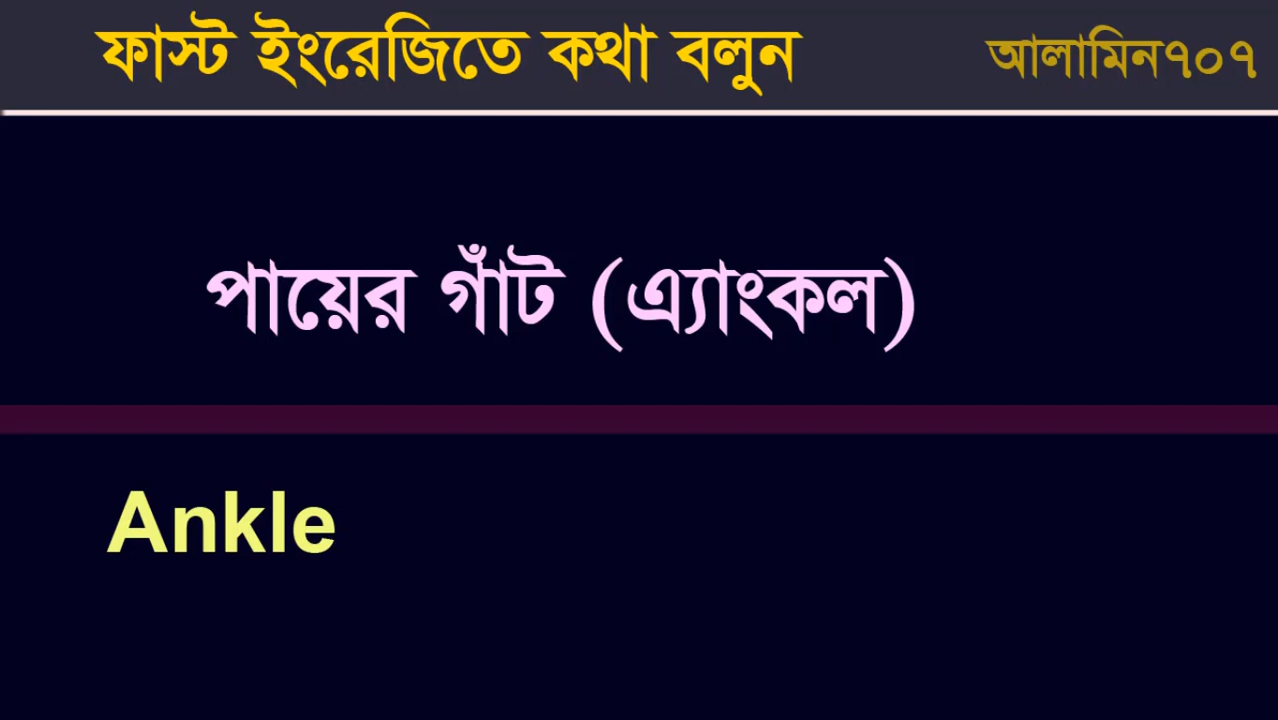 ফাস্ট ইংরেজিতে কথা বলুন আলামিন৭০৭
পায়ের গাঁট (এ্যাংকল)
Ankle